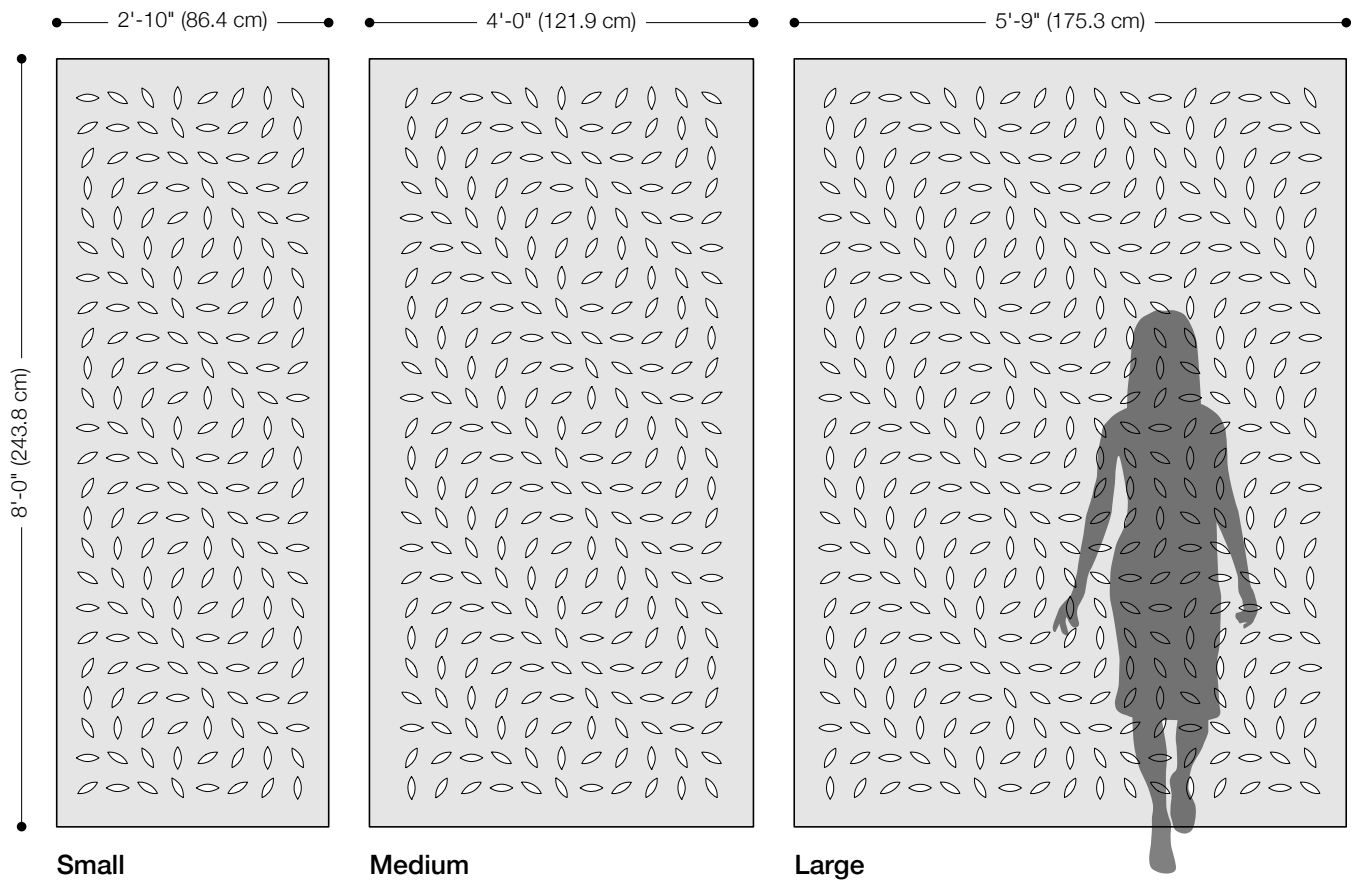 2'-10" (86.4 cm)
4'-0" (121.9 cm)
5'-9" (175.3 cm)
8'-0" (243.8 cm)
Small
Medium
Large